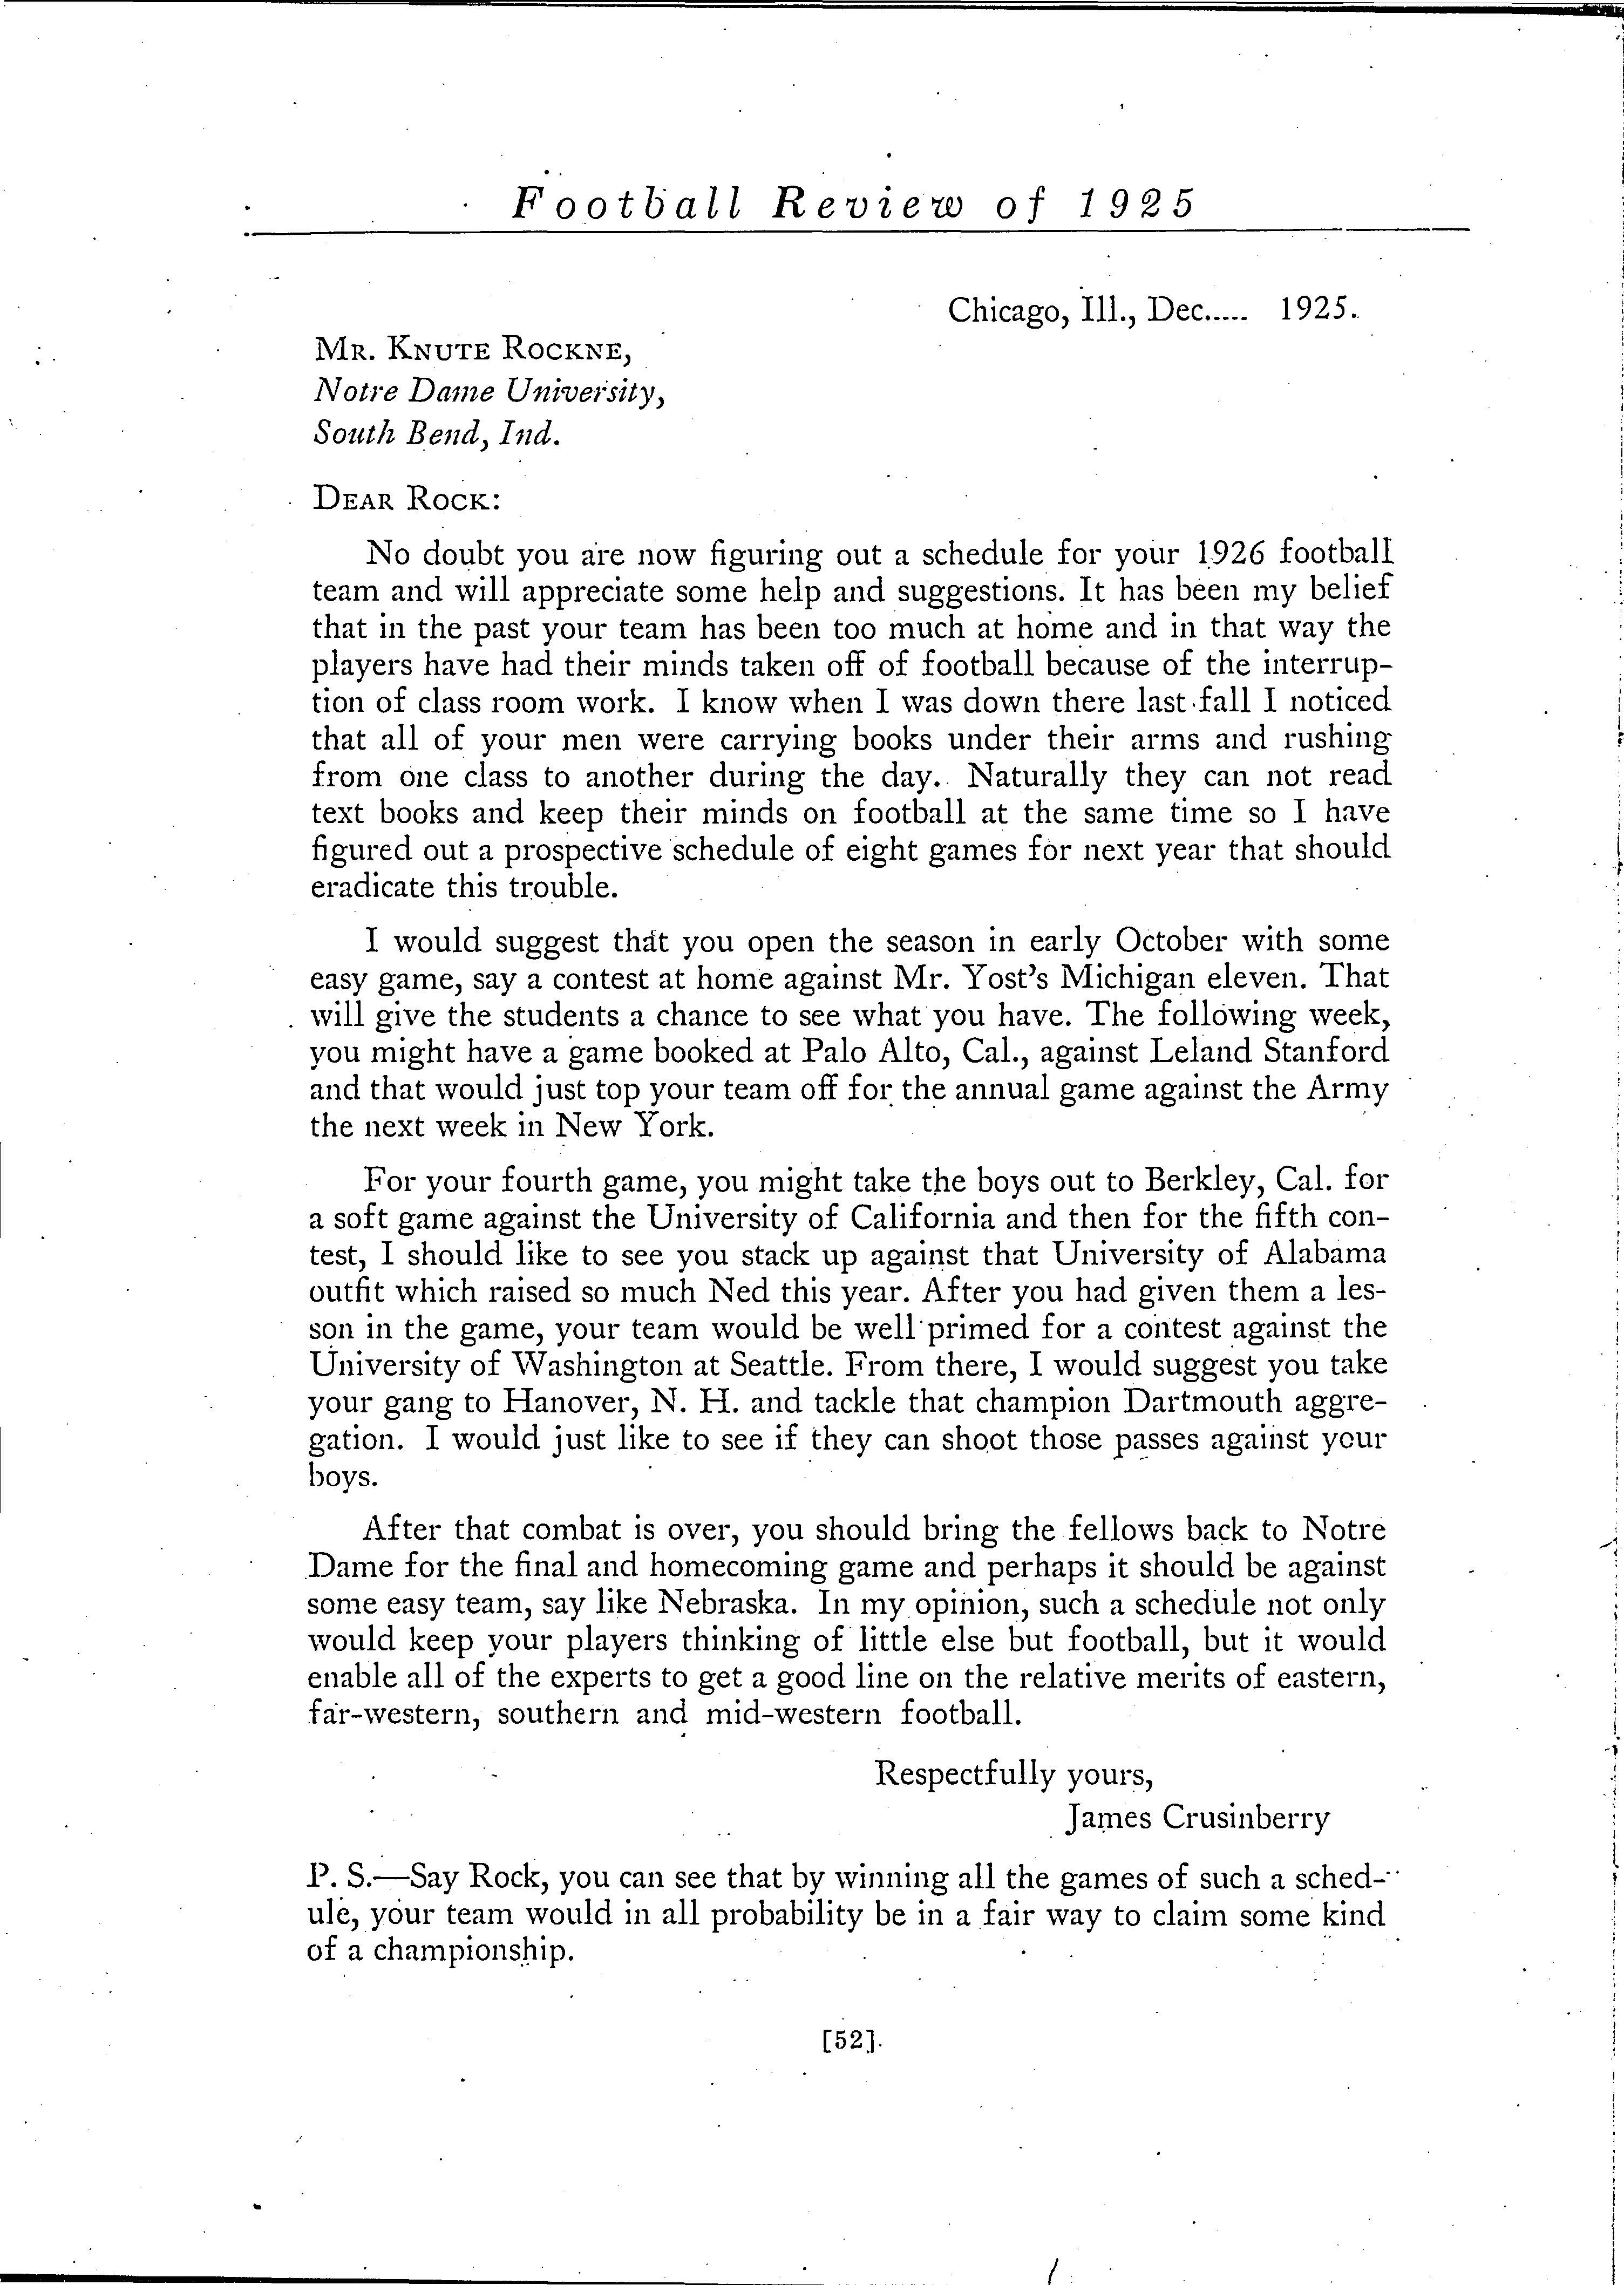 Football Review of 1925
Chicago, Ill., Dec..... 1925.
MR. KNUTE ROCKNE,
Notre Dame University,
South Bend, Ind.
DEAR ROCK:
No doubt you are now figuring out a schedule for your 1926 football
team and will appreciate some help and suggestions. It has been my belief
that in the past your team has been too much at home and in that way the
players have had their minds taken off of football because of the interrup-
tion of class room work. I know when I was down there last fall I noticed
that all of your men were carrying books under their arms and rushing
from one class to another during the day. Naturally they can not read
text books and keep their minds on football at the same time so I have
figured out a prospective schedule of eight games for next year that should
eradicate this trouble.
I would suggest that you open the season in early October with some
easy game, say a contest at home against Mr. Yost's Michigan eleven. That
will give the students a chance to see what you have. The following week,
you might have a game booked at Palo Alto, Cal., against Leland Stanford
and that would just top your team off for the annual game against the Army
the next week in New York.
For your fourth game, you might take the boys out to Berkley, Cal. for
a soft game against the University of California and then for the fifth con-
test, I should like to see you stack up against that University of Alabama
outfit which raised so much Ned this year. After you had given them a les-
son in the game, your team would be well primed for a contest against the
University of Washington at Seattle. From there, I would suggest you take
your gang to Hanover, N. H. and tackle that champion Dartmouth aggre-
gation. I would just like to see if they can shoot those passes against your
boys.
After that combat is over, you should bring the fellows back to Notre
Dame for the final and homecoming game and perhaps it should be against
some easy team, say like Nebraska. In my opinion, such a schedule not only
would keep your players thinking of little else but football, but it would
enable all of the experts to get a good line on the relative merits of eastern,
far-western, southern and mid-western football.
Respectfully yours,
James Crusinberry
P. S.—Say Rock, you can see that by winning all the games of such a sched-
ule, your team would in all probability be in a fair way to claim some kind
of a championship.
[52]